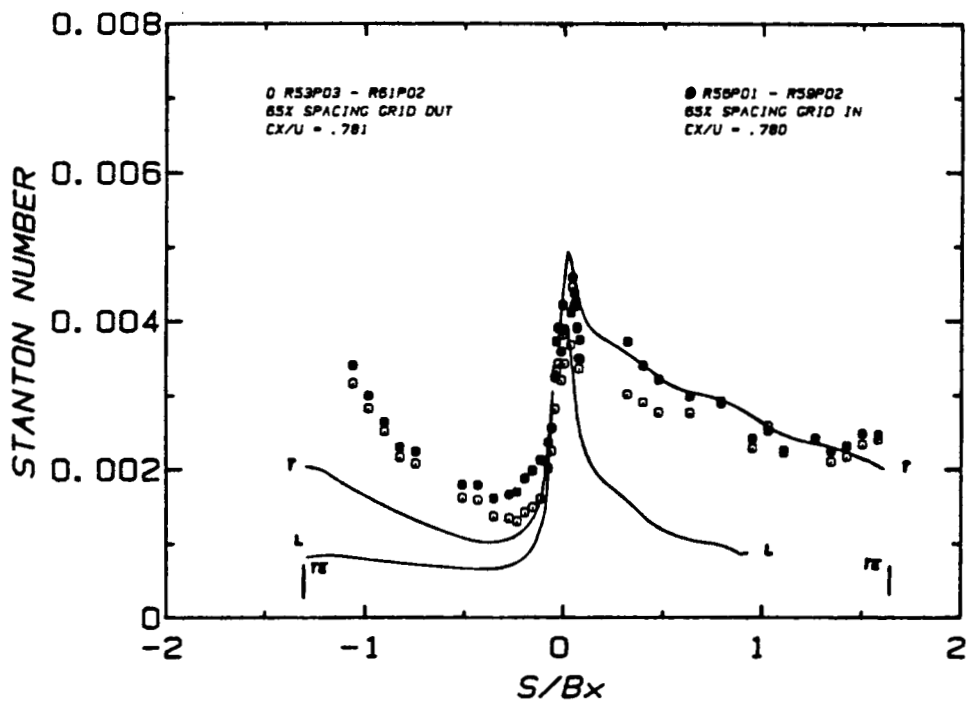 0.008
0.006
0.004
0.002
0
STANTON NUMBER
O R53P03 - R61P02
65% SPACING GRID OUT
CX/U = .781
● R56P01 - R59P02
65% SPACING GRID IN
CX/U = .780
T
L
TE
T
L
TE
-2
-1
0
1
2
S/Bx